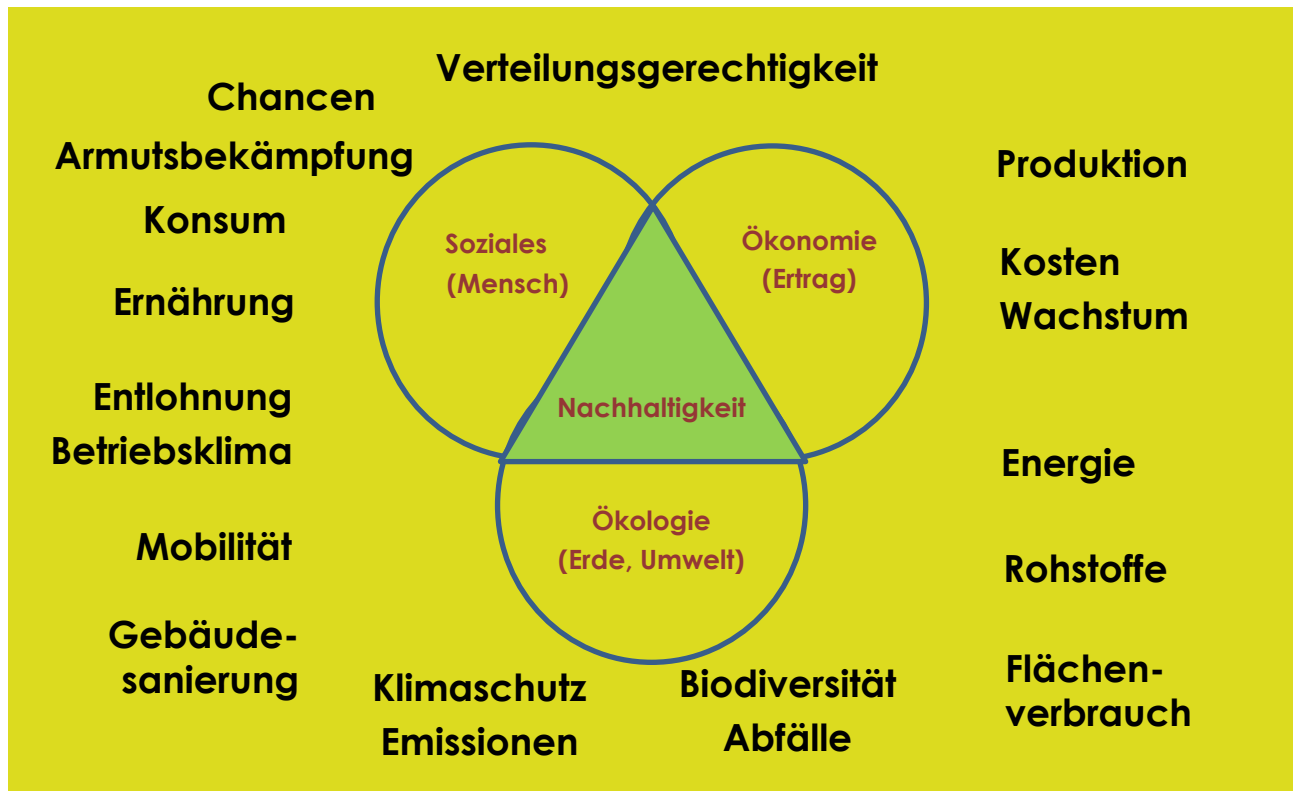 Verteilungsgerechtigkeit
Chancen
Armutsbekämpfung
Konsum
Ernährung
Entlohnung
Betriebsklima
Mobilität
Gebäude-
sanierung
Soziales
(Mensch)
Ökonomie
(Ertrag)
Nachhaltigkeit
Ökologie
(Erde, Umwelt)
Klimaschutz
Emissionen
Biodiversität
Abfälle
Produktion
Kosten
Wachstum
Energie
Rohstoffe
Flächen-
verbrauch